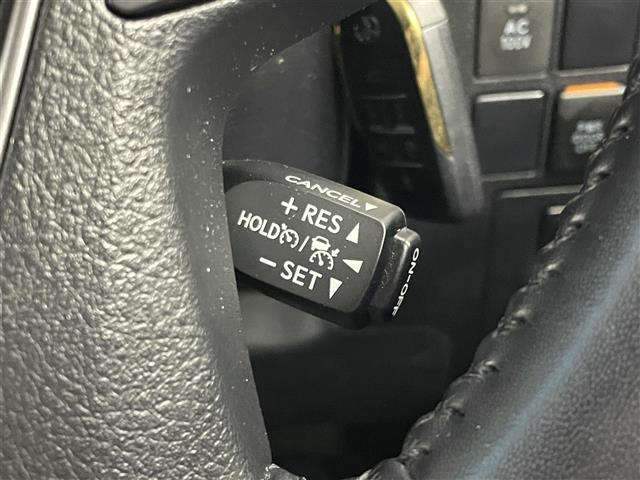 AC
100V
CANCEL▼
+ RES ▲
HOLD /
− SET ▼
ON-OFF